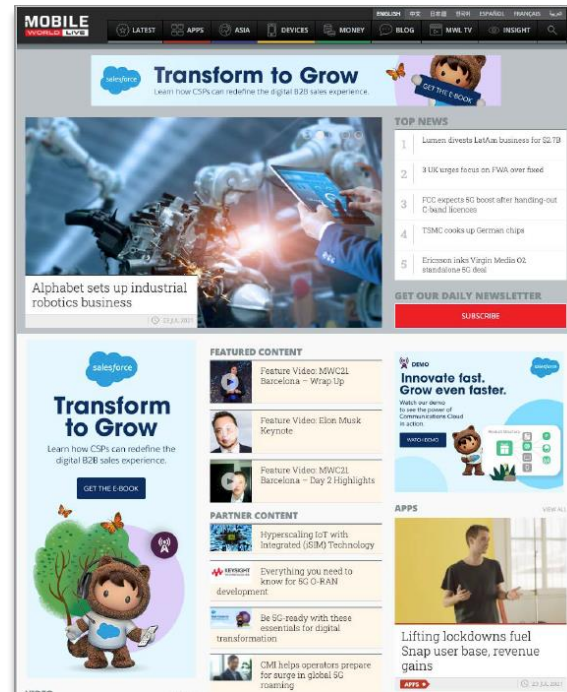 MOBILE
WORLD LIVE
ENGLISH 中文 日本語 한국어 ESPAÑOL FRANÇAIS العربية
LATEST APPS ASIA DEVICES MONEY BLOG MWL TV INSIGHT
salesforce
Transform to Grow
Learn how CSPs can redefine the digital B2B sales experience.
GET THE E-BOOK
Alphabet sets up industrial
robotics business
23 JUL 2021
TOP NEWS
1 Lumen divests LatAm business for $2.7B
2 3 UK urges focus on FWA over fixed
3 FCC expects 5G boost after handing-out
C-band licences
4 TSMC cooks up German chips
5 Ericsson inks Virgin Media O2
standalone 5G deal
GET OUR DAILY NEWSLETTER
SUBSCRIBE
salesforce
Transform
to Grow
Learn how CSPs can redefine the
digital B2B sales experience.
GET THE E-BOOK
FEATURED CONTENT
Feature Video: MWC21
Barcelona – Wrap Up
Feature Video: Elon Musk
Keynote
Feature Video: MWC21
Barcelona – Day 2 Highlights
PARTNER CONTENT
Hyperscaling IoT with
Integrated (iSIM) Technology
KEYSIGHT
Everything you need to
know for 5G O-RAN
development
Be 5G-ready with these
essentials for digital
transformation
CMI helps operators prepare
for surge in global 5G
roaming
DEMO
salesforce
Innovate fast.
Grow even faster.
Watch our demo
to see the power of
Communications Cloud
in action
WATCH DEMO
APPS
VIEW ALL
Lifting lockdowns fuel
Snap user base, revenue
gains
APPS
23 JUL 2021